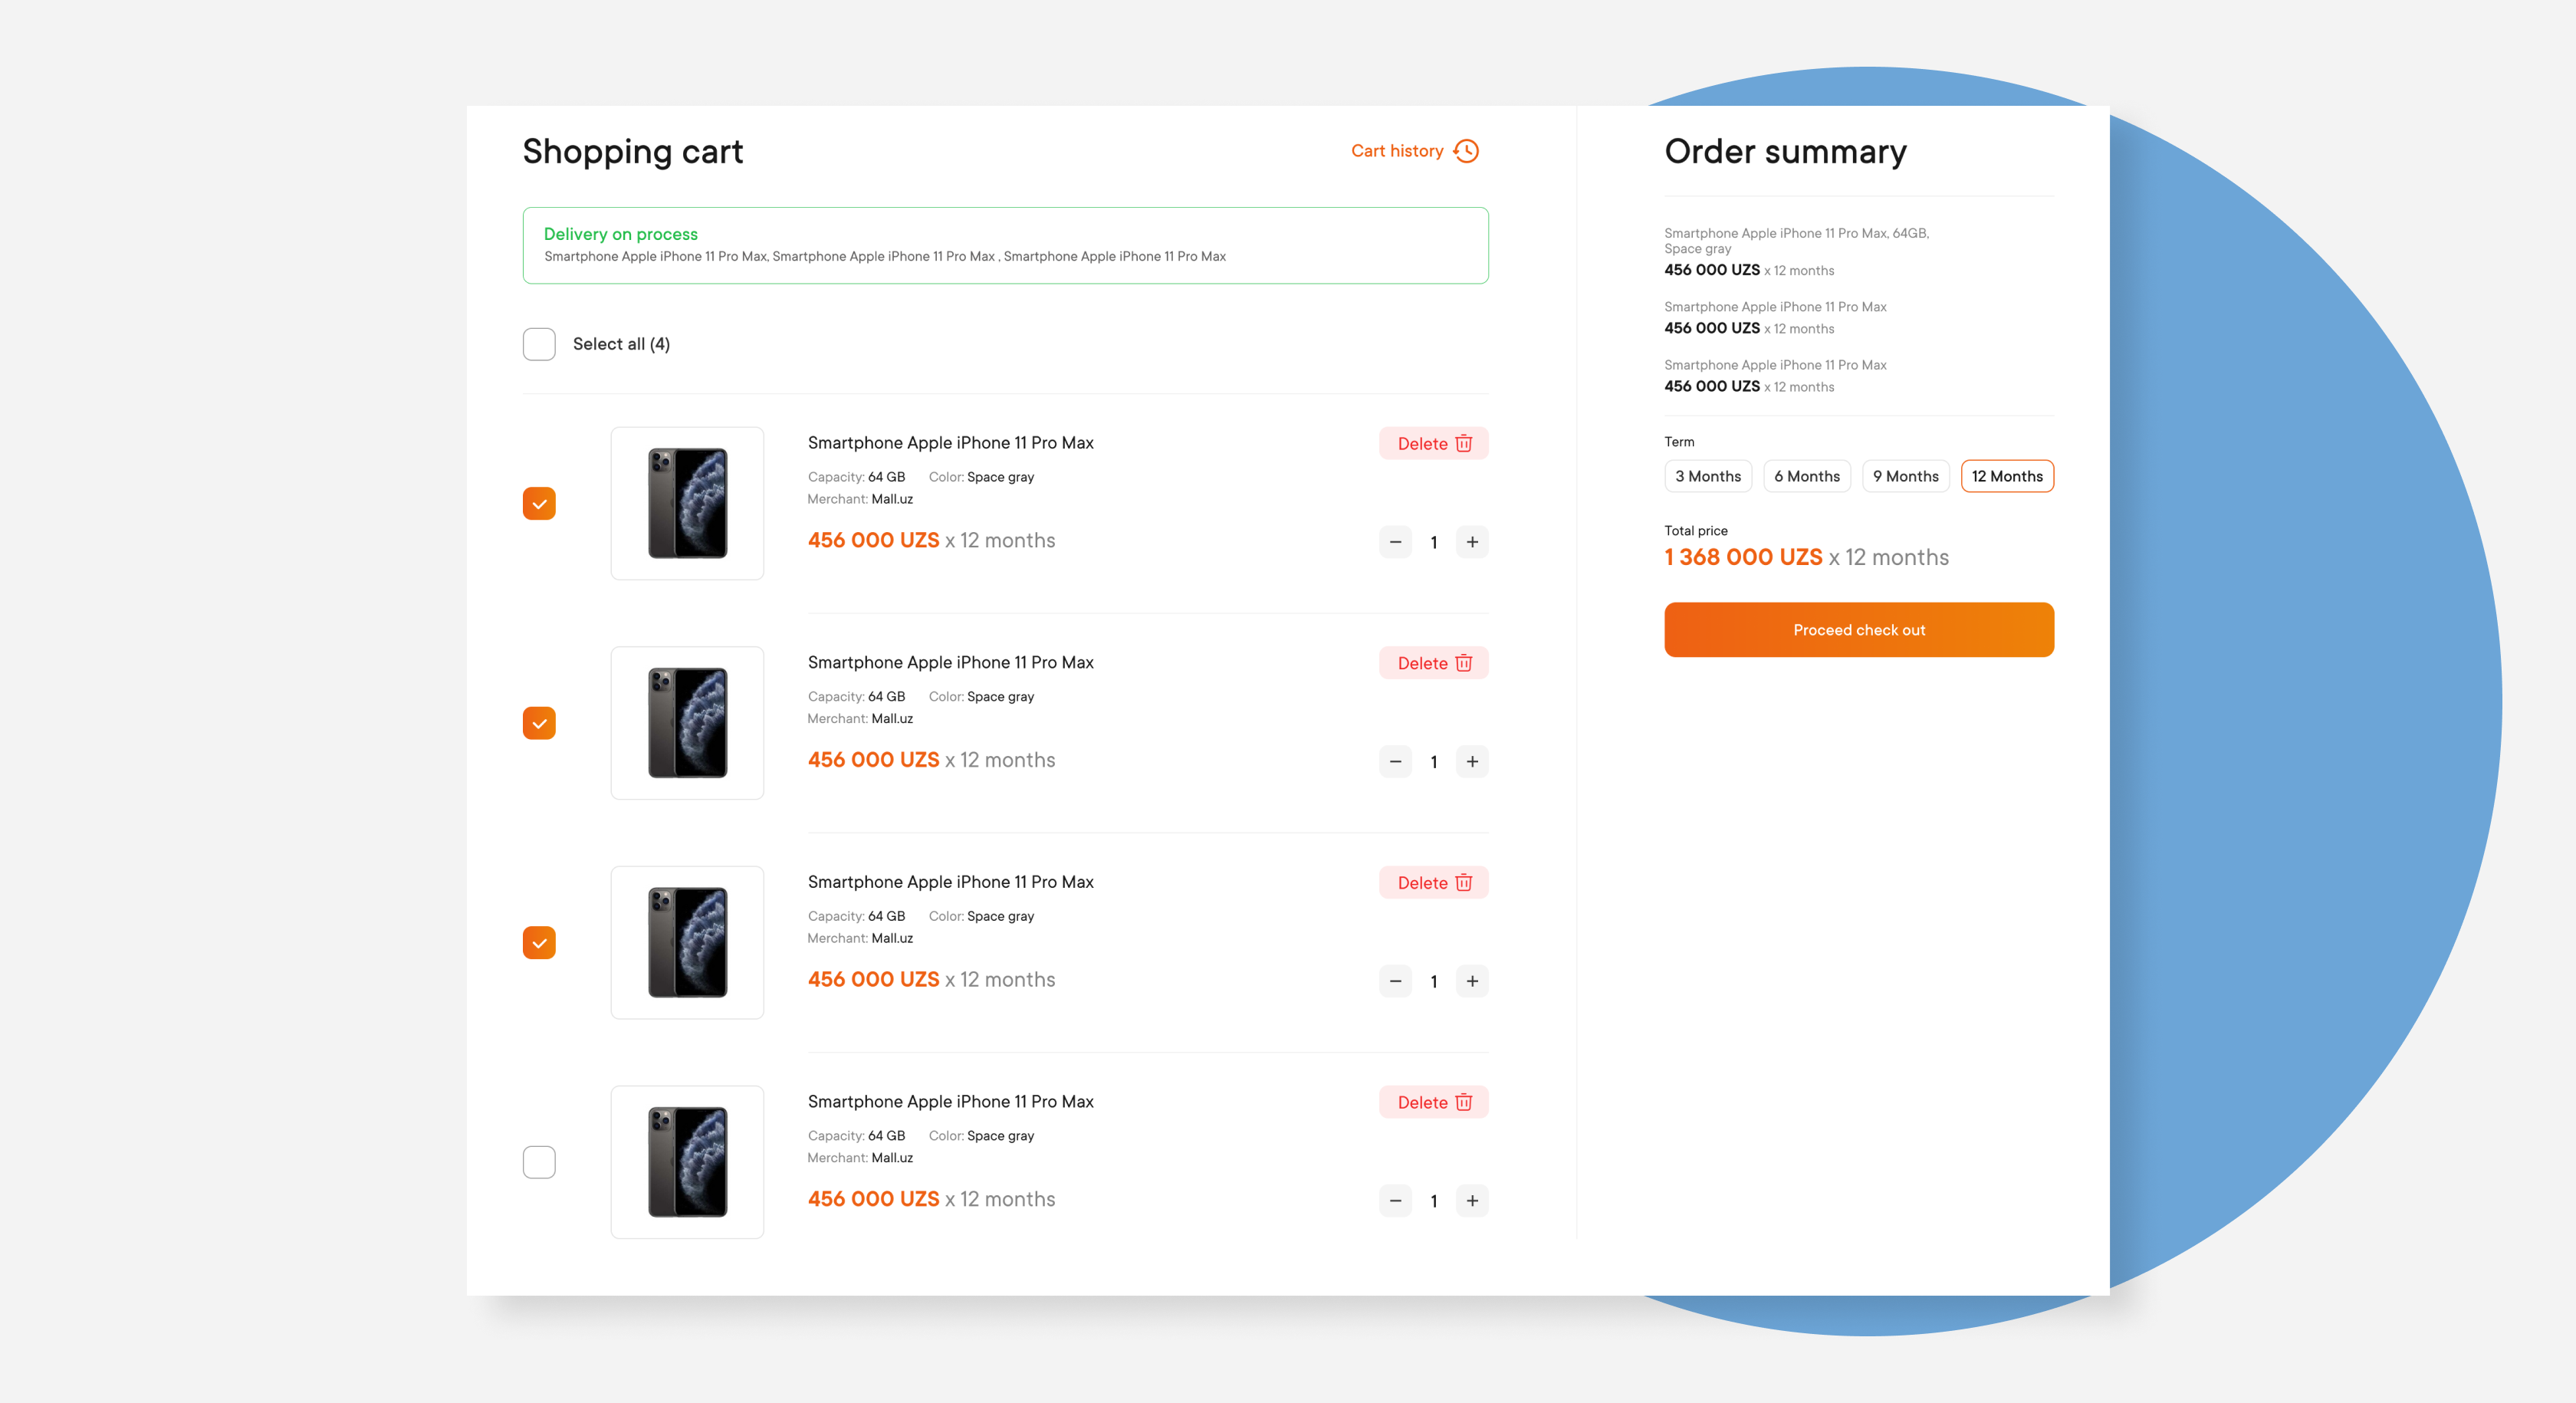 Shopping cart
Cart history
Delivery on process
Smartphone Apple iPhone 11 Pro Max, Smartphone Apple iPhone 11 Pro Max , Smartphone Apple iPhone 11 Pro Max
Select all (4)
Smartphone Apple iPhone 11 Pro Max
Delete
Capacity: 64 GB Color: Space gray
Merchant: Mall.uz
456 000 UZS x 12 months
− 1 +
Smartphone Apple iPhone 11 Pro Max
Delete
Capacity: 64 GB Color: Space gray
Merchant: Mall.uz
456 000 UZS x 12 months
− 1 +
Smartphone Apple iPhone 11 Pro Max
Delete
Capacity: 64 GB Color: Space gray
Merchant: Mall.uz
456 000 UZS x 12 months
− 1 +
Smartphone Apple iPhone 11 Pro Max
Delete
Capacity: 64 GB Color: Space gray
Merchant: Mall.uz
456 000 UZS x 12 months
− 1 +
Order summary
Smartphone Apple iPhone 11 Pro Max, 64GB,
Space gray
456 000 UZS x 12 months
Smartphone Apple iPhone 11 Pro Max
456 000 UZS x 12 months
Smartphone Apple iPhone 11 Pro Max
456 000 UZS x 12 months
Term
3 Months 6 Months 9 Months 12 Months
Total price
1 368 000 UZS x 12 months
Proceed check out